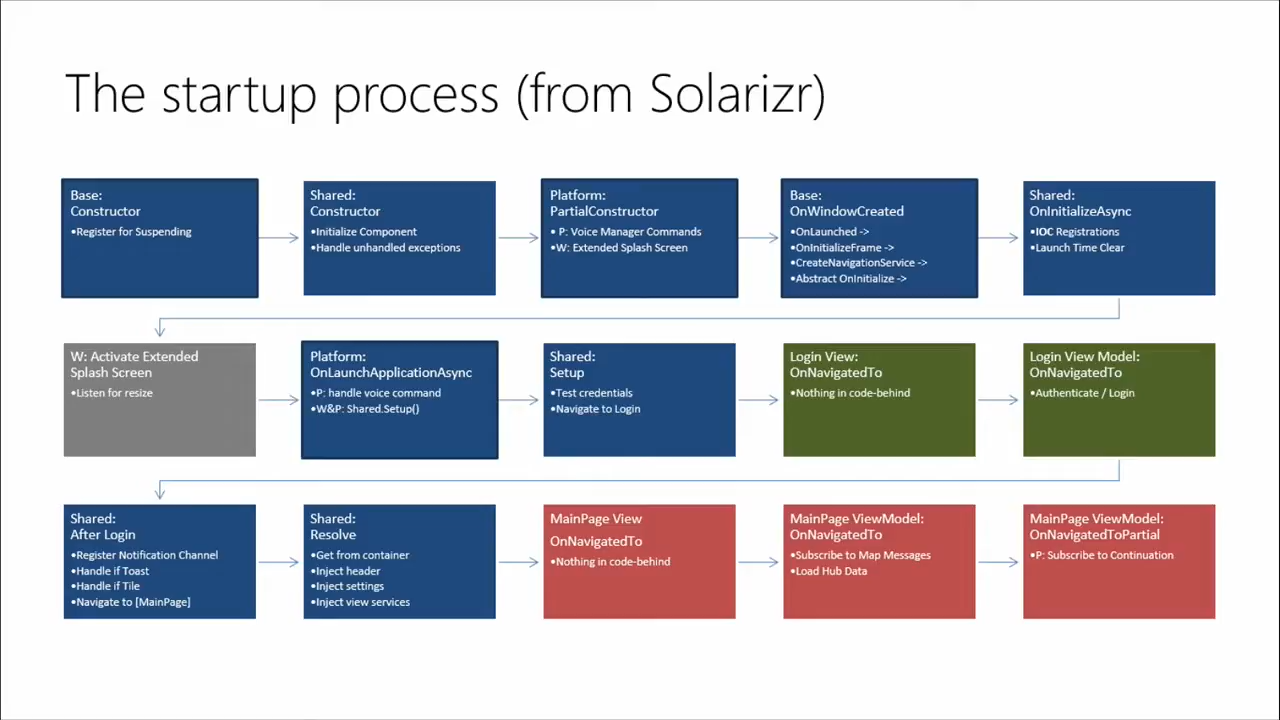 The startup process (from Solarizr)
Base:
Constructor
•Register for Suspending
Shared:
Constructor
•Initialize Component
•Handle unhandled exceptions
Platform:
PartialConstructor
• P: Voice Manager Commands
•W: Extended Splash Screen
Base:
OnWindowCreated
•OnLaunched ->
•OnInitializeFrame ->
•CreateNavigationService ->
•Abstract OnInitialize ->
Shared:
OnInitializeAsync
•IOC Registrations
•Launch Time Clear
W: Activate Extended
Splash Screen
•Listen for resize
Platform:
OnLaunchApplicationAsync
•P: handle voice command
•W&P: Shared.Setup()
Shared:
Setup
•Test credentials
•Navigate to Login
Login View:
OnNavigatedTo
•Nothing in code-behind
Login View Model:
OnNavigatedTo
•Authenticate / Login
Shared:
After Login
•Register Notification Channel
•Handle if Toast
•Handle if Tile
•Navigate to [MainPage]
Shared:
Resolve
•Get from container
•Inject header
•Inject settings
•Inject view services
MainPage View
OnNavigatedTo
•Nothing in code-behind
MainPage ViewModel:
OnNavigatedTo
•Subscribe to Map Messages
•Load Hub Data
MainPage ViewModel:
OnNavigatedToPartial
•P: Subscribe to Continuation